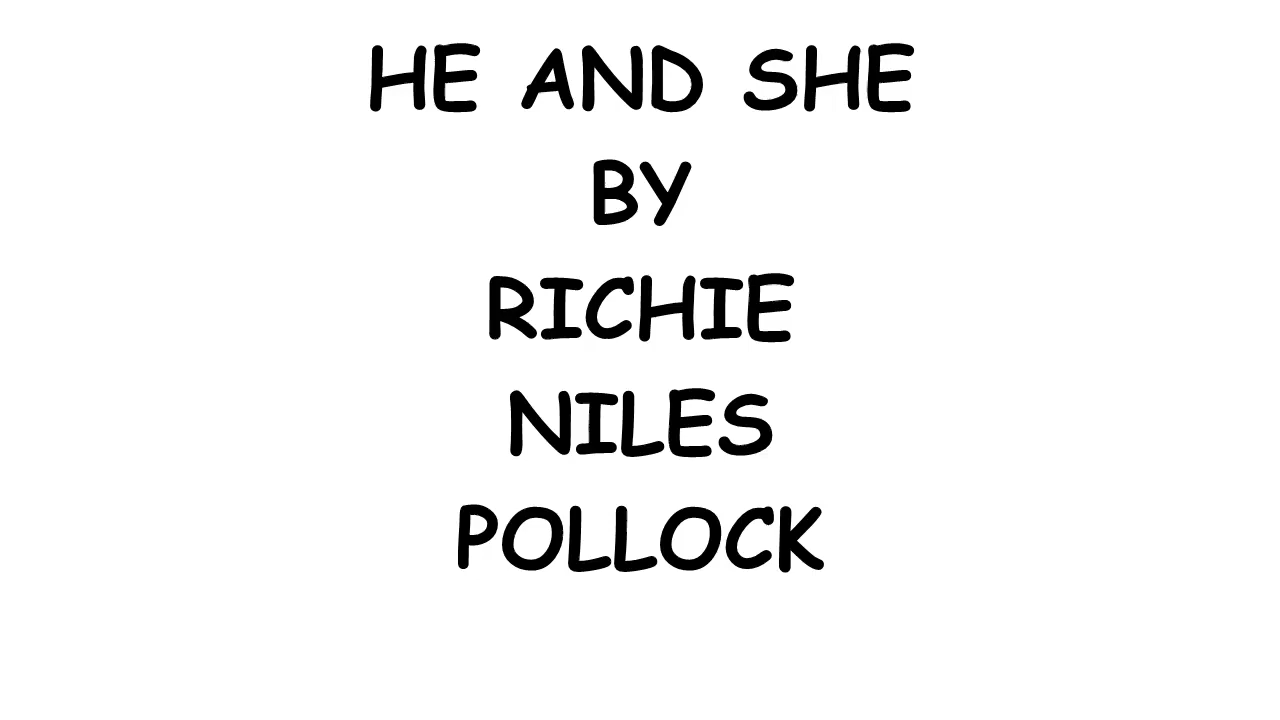 HE AND SHE
BY
RICHIE
NILES
POLLOCK